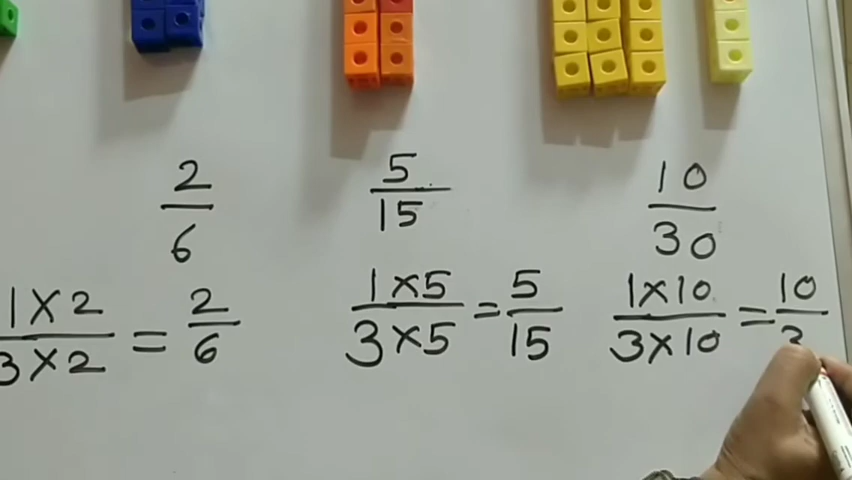 2/6 5/15 10/30
1×2/3×2 = 2/6 1×5/3×5 = 5/15 1×10/3×10 = 10/3